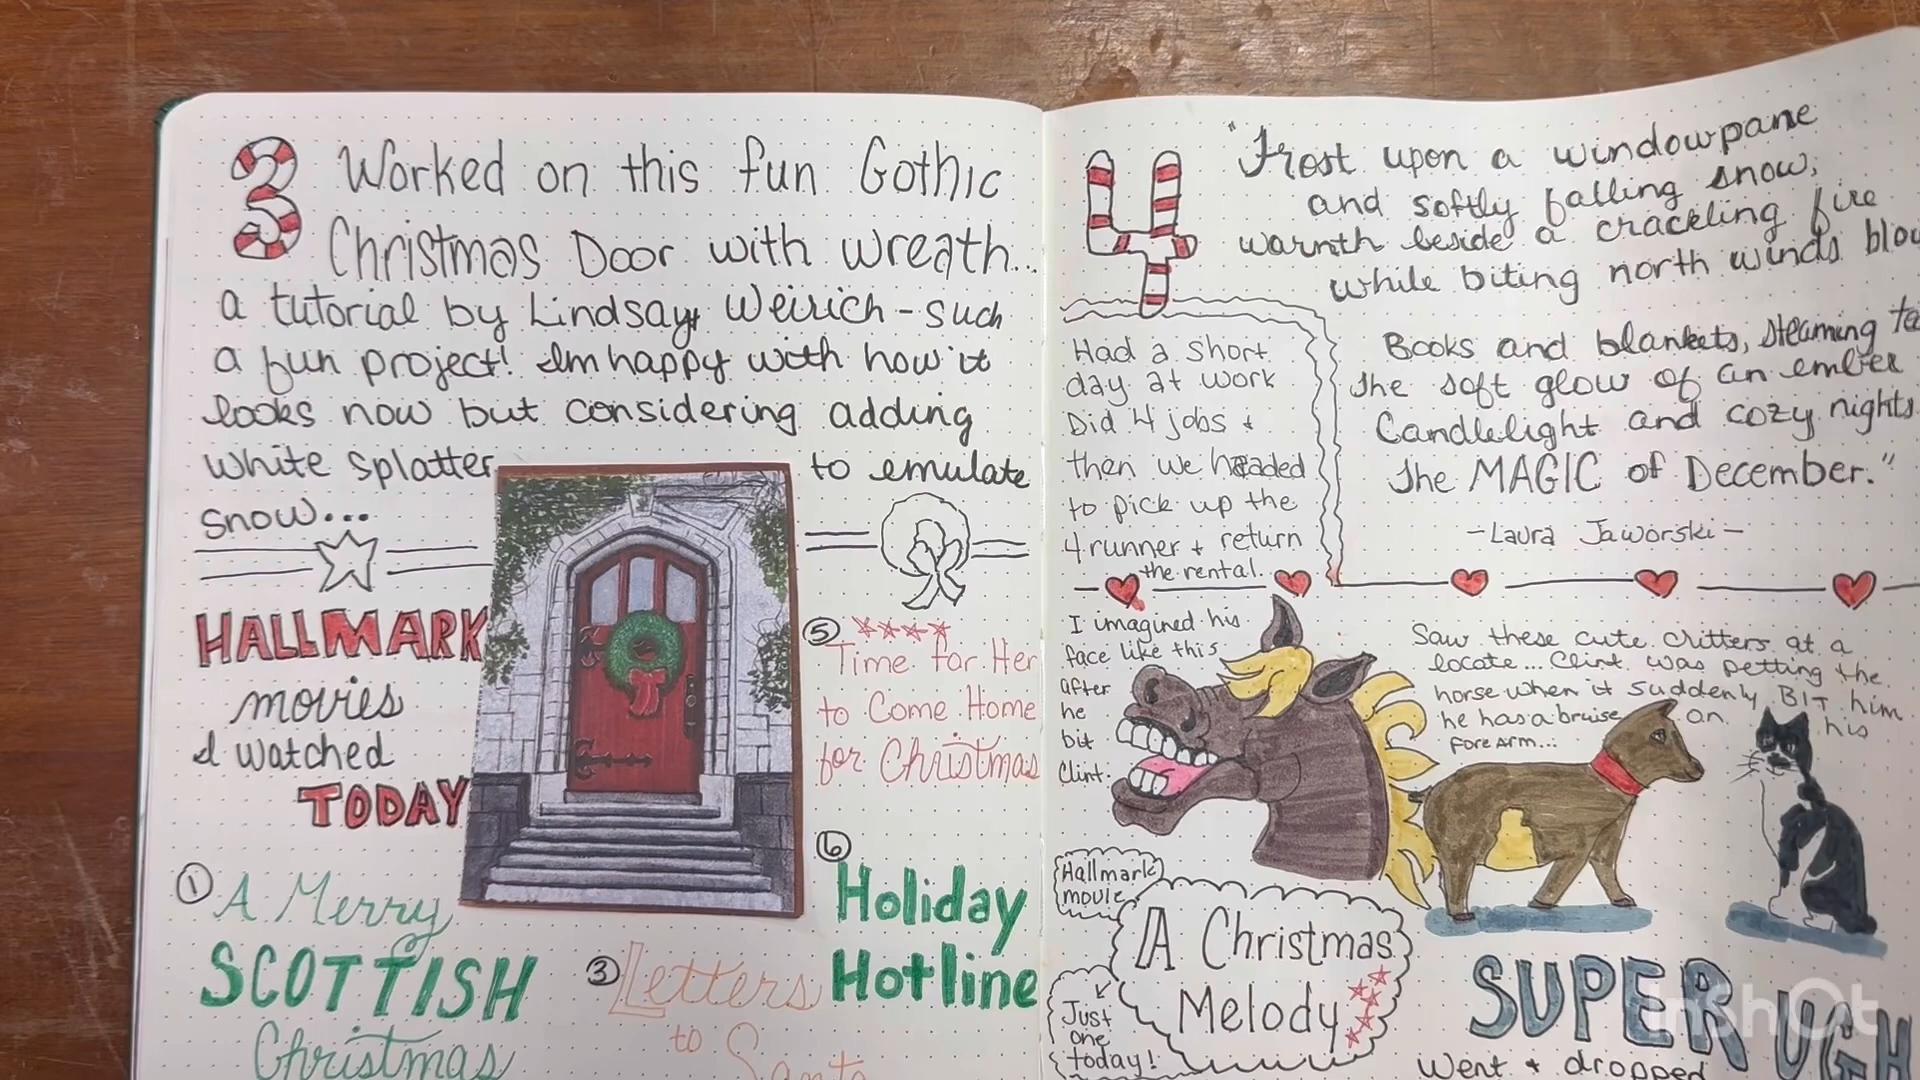 3
Worked on this fun Gothic
Christmas Door with wreath...
a tutorial by Lindsay Weirich - such
a fun project! Im happy with how it
looks now but considering adding
white splatter to emulate
snow...
HALLMARK
movies
I watched
TODAY
① A Merry
SCOTTISH
Christmas
③ Letters
to Santa
⑤
Time for Her
to Come Home
for Christmas
⑥
Holiday
Hotline
4
"Frost upon a windowpane
and softly falling snow,
warmth beside a crackling fire
while biting north winds blow
Books and blankets, steaming
the soft glow of an ember
Candlelight and cozy nights
The MAGIC of December."
- Laura Jaworski -
Had a short
day at work
Did 4 jobs +
then we headed
to pick up the
4 runner + return
the rental.
I imagined his
face like this
after
he
bit
Clint.
Saw these cute critters at a
locate... Clint was petting the
horse when it suddenly BIT him
he has a bruise on his
forearm...
Hallmark
movie
A Christmas
Melody
Just
one
today!
SUPER UGH
Went + dropped
InShot